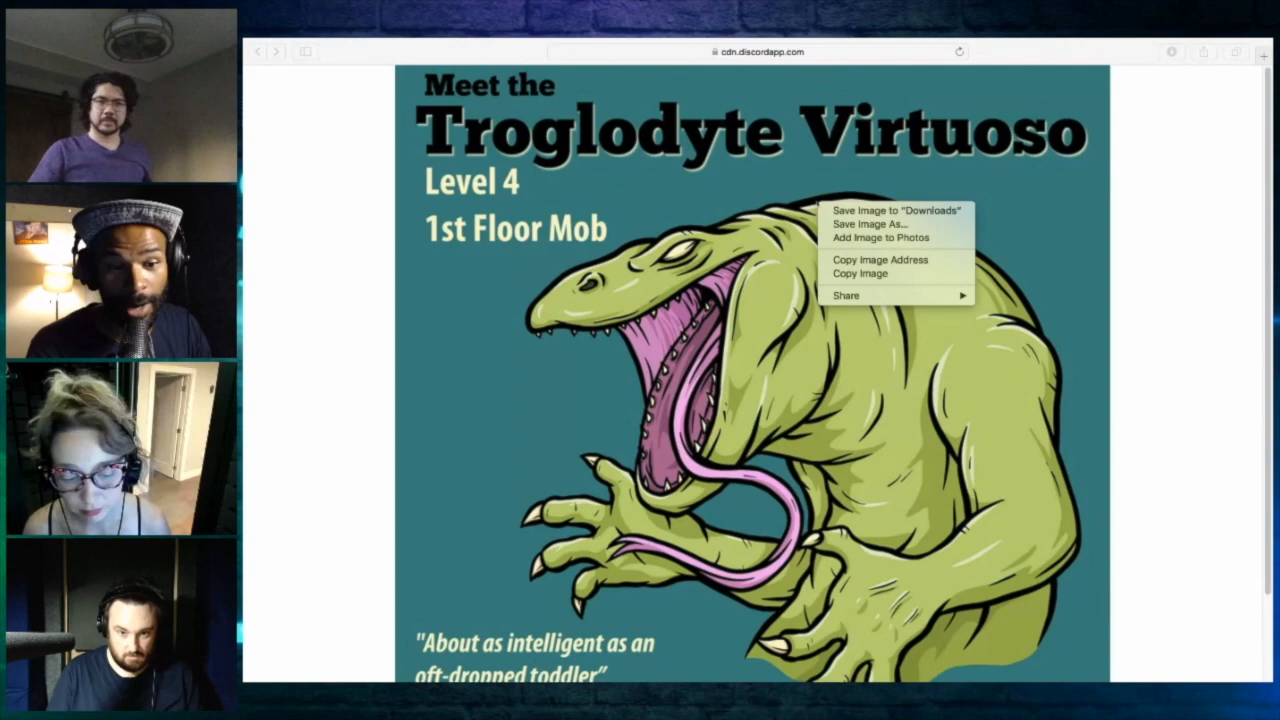 cdn.discordapp.com
Meet the
Troglodyte Virtuoso
Level 4
1st Floor Mob
Save Image to “Downloads”
Save Image As...
Add Image to Photos
Copy Image Address
Copy Image
Share
"About as intelligent as an
oft-dropped toddler”